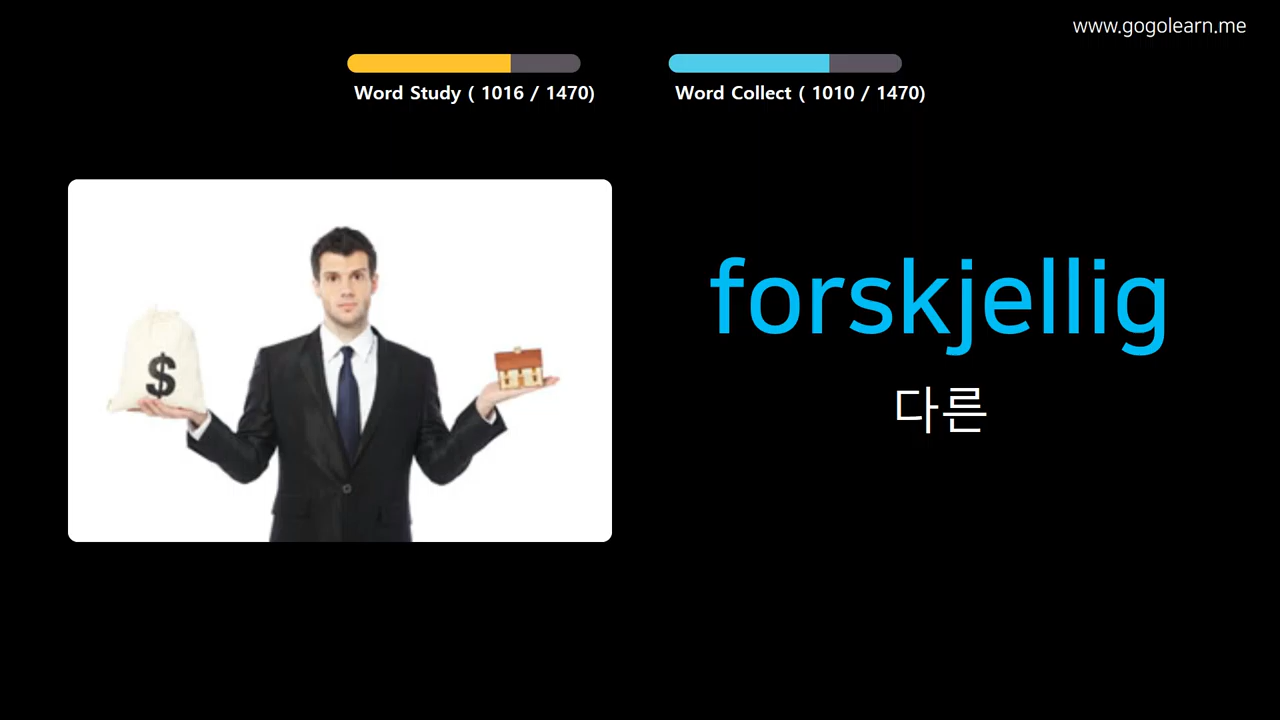 www.gogolearn.me
Word Study ( 1016 / 1470)
Word Collect ( 1010 / 1470)
$
forskjellig
다른